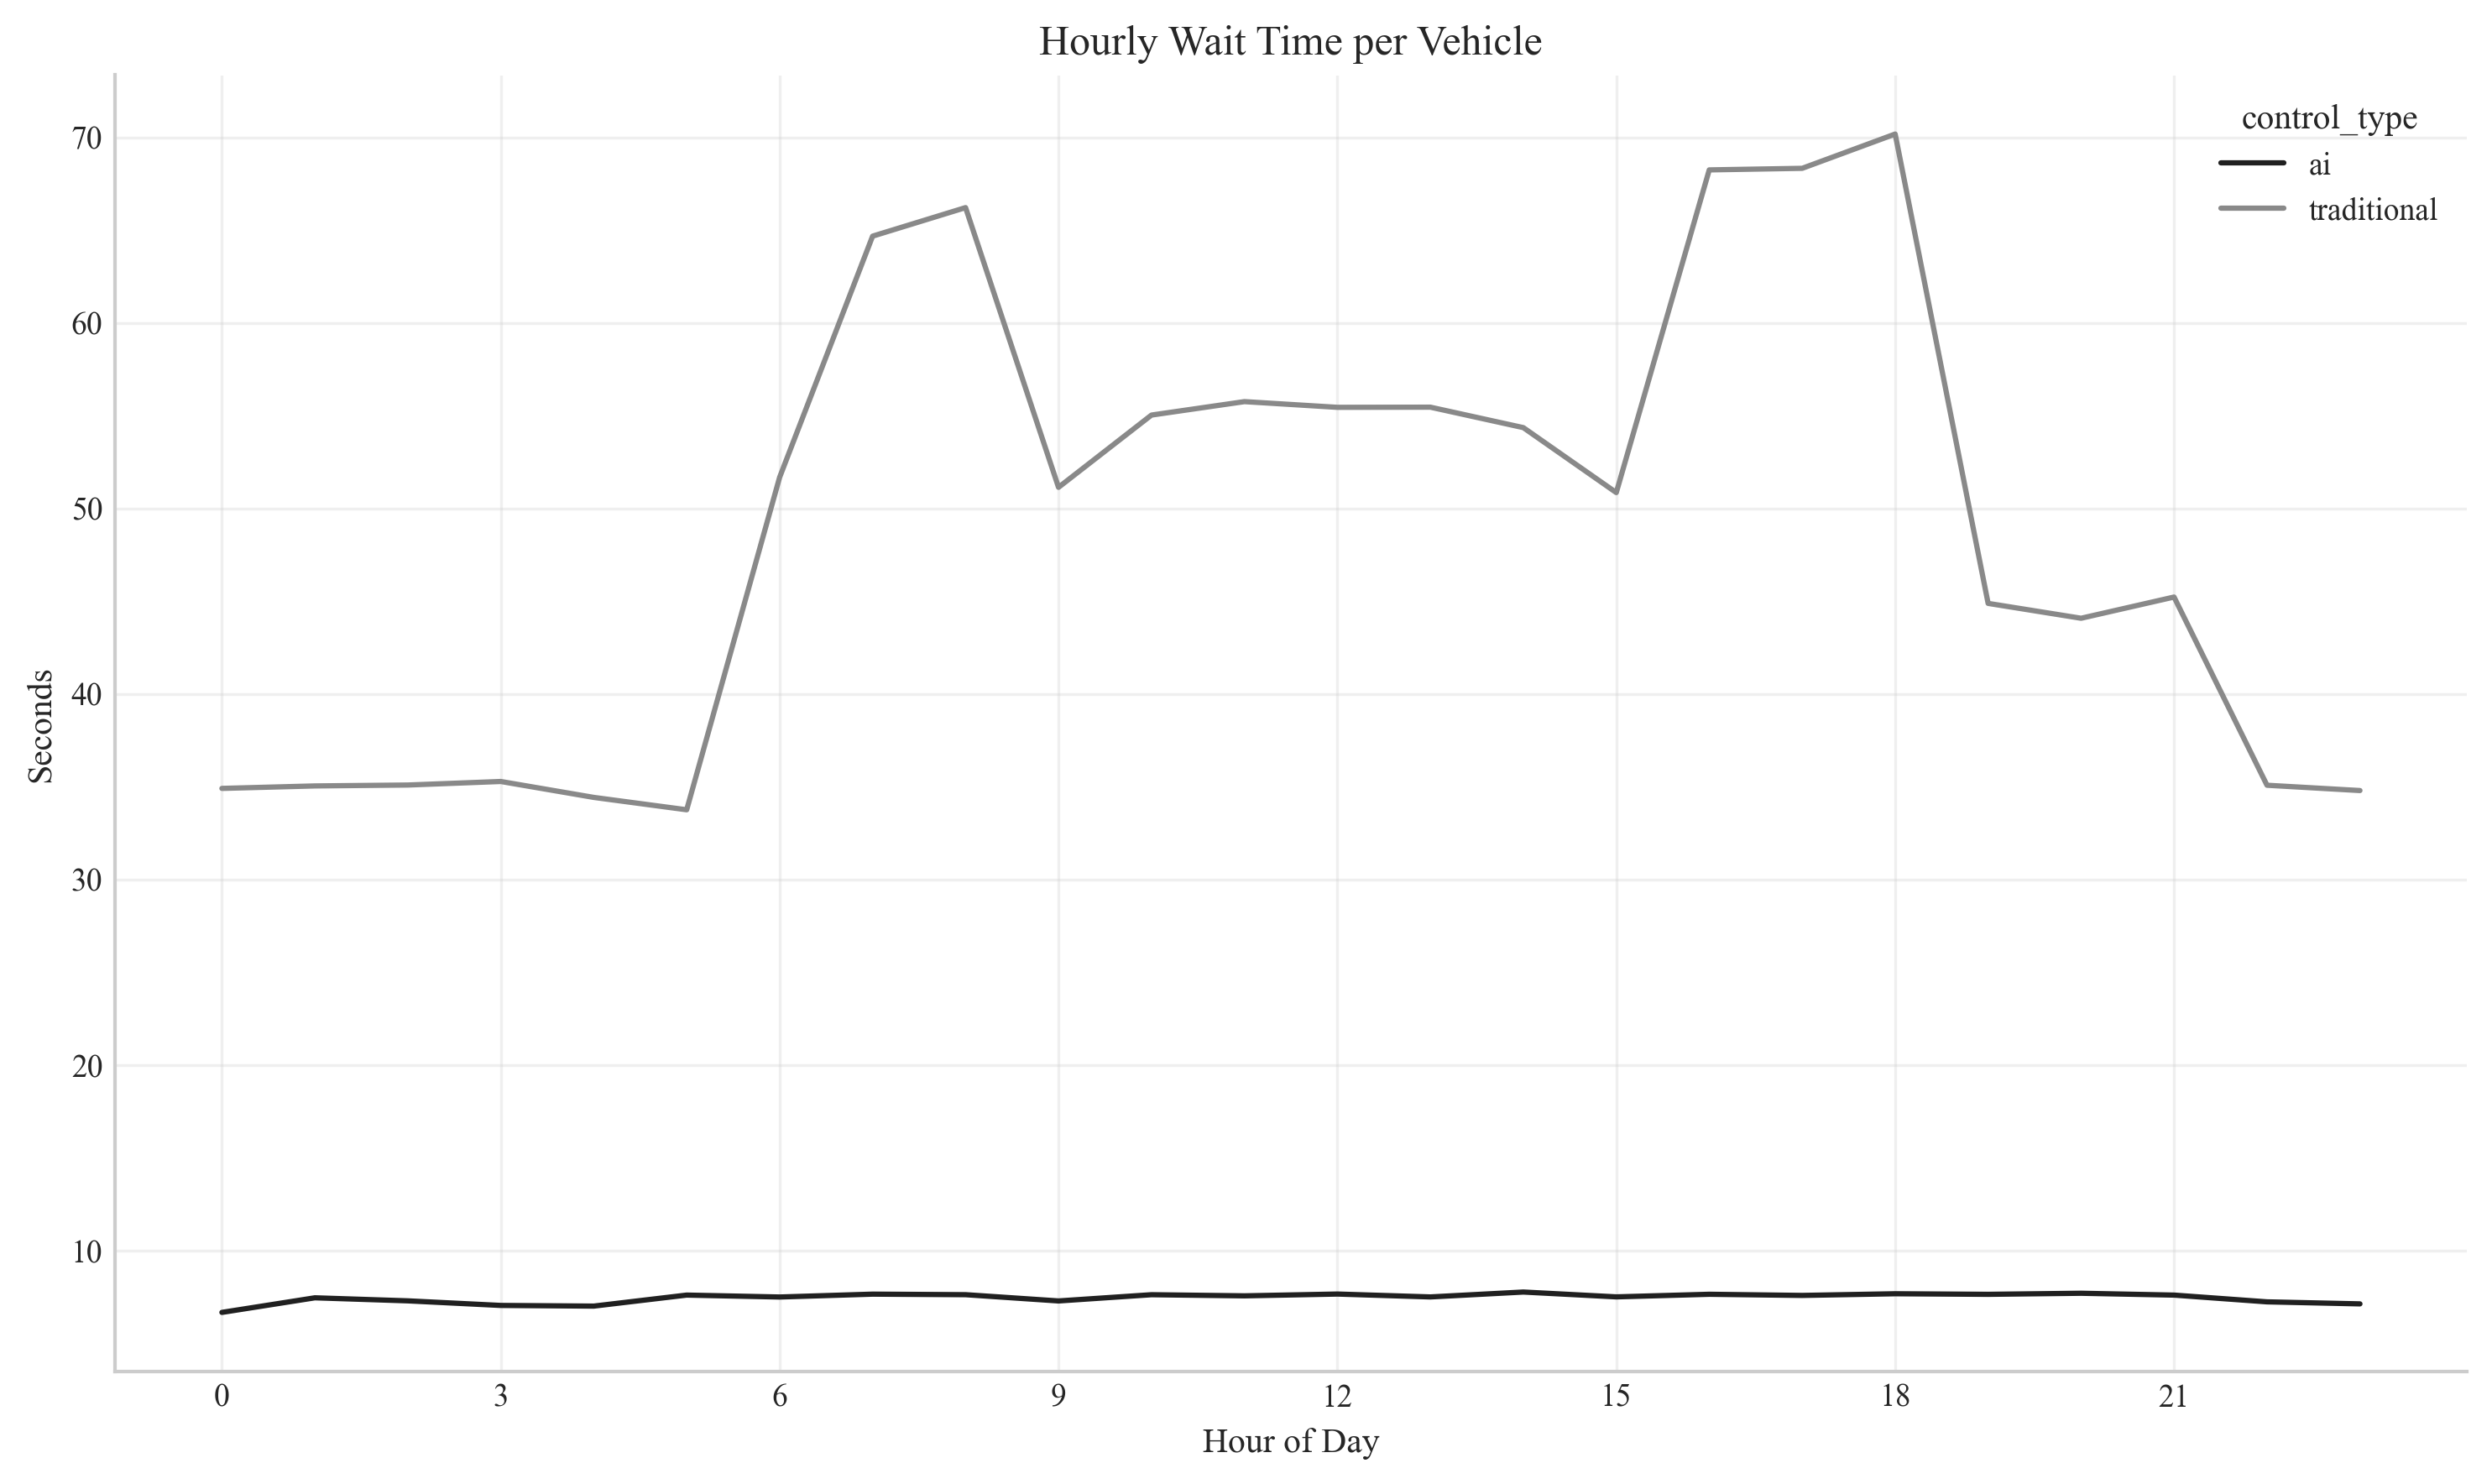 Hourly Wait Time per Vehicle
control_type
ai
traditional
Seconds
70
60
50
40
30
20
10
0 3 6 9 12 15 18 21
Hour of Day